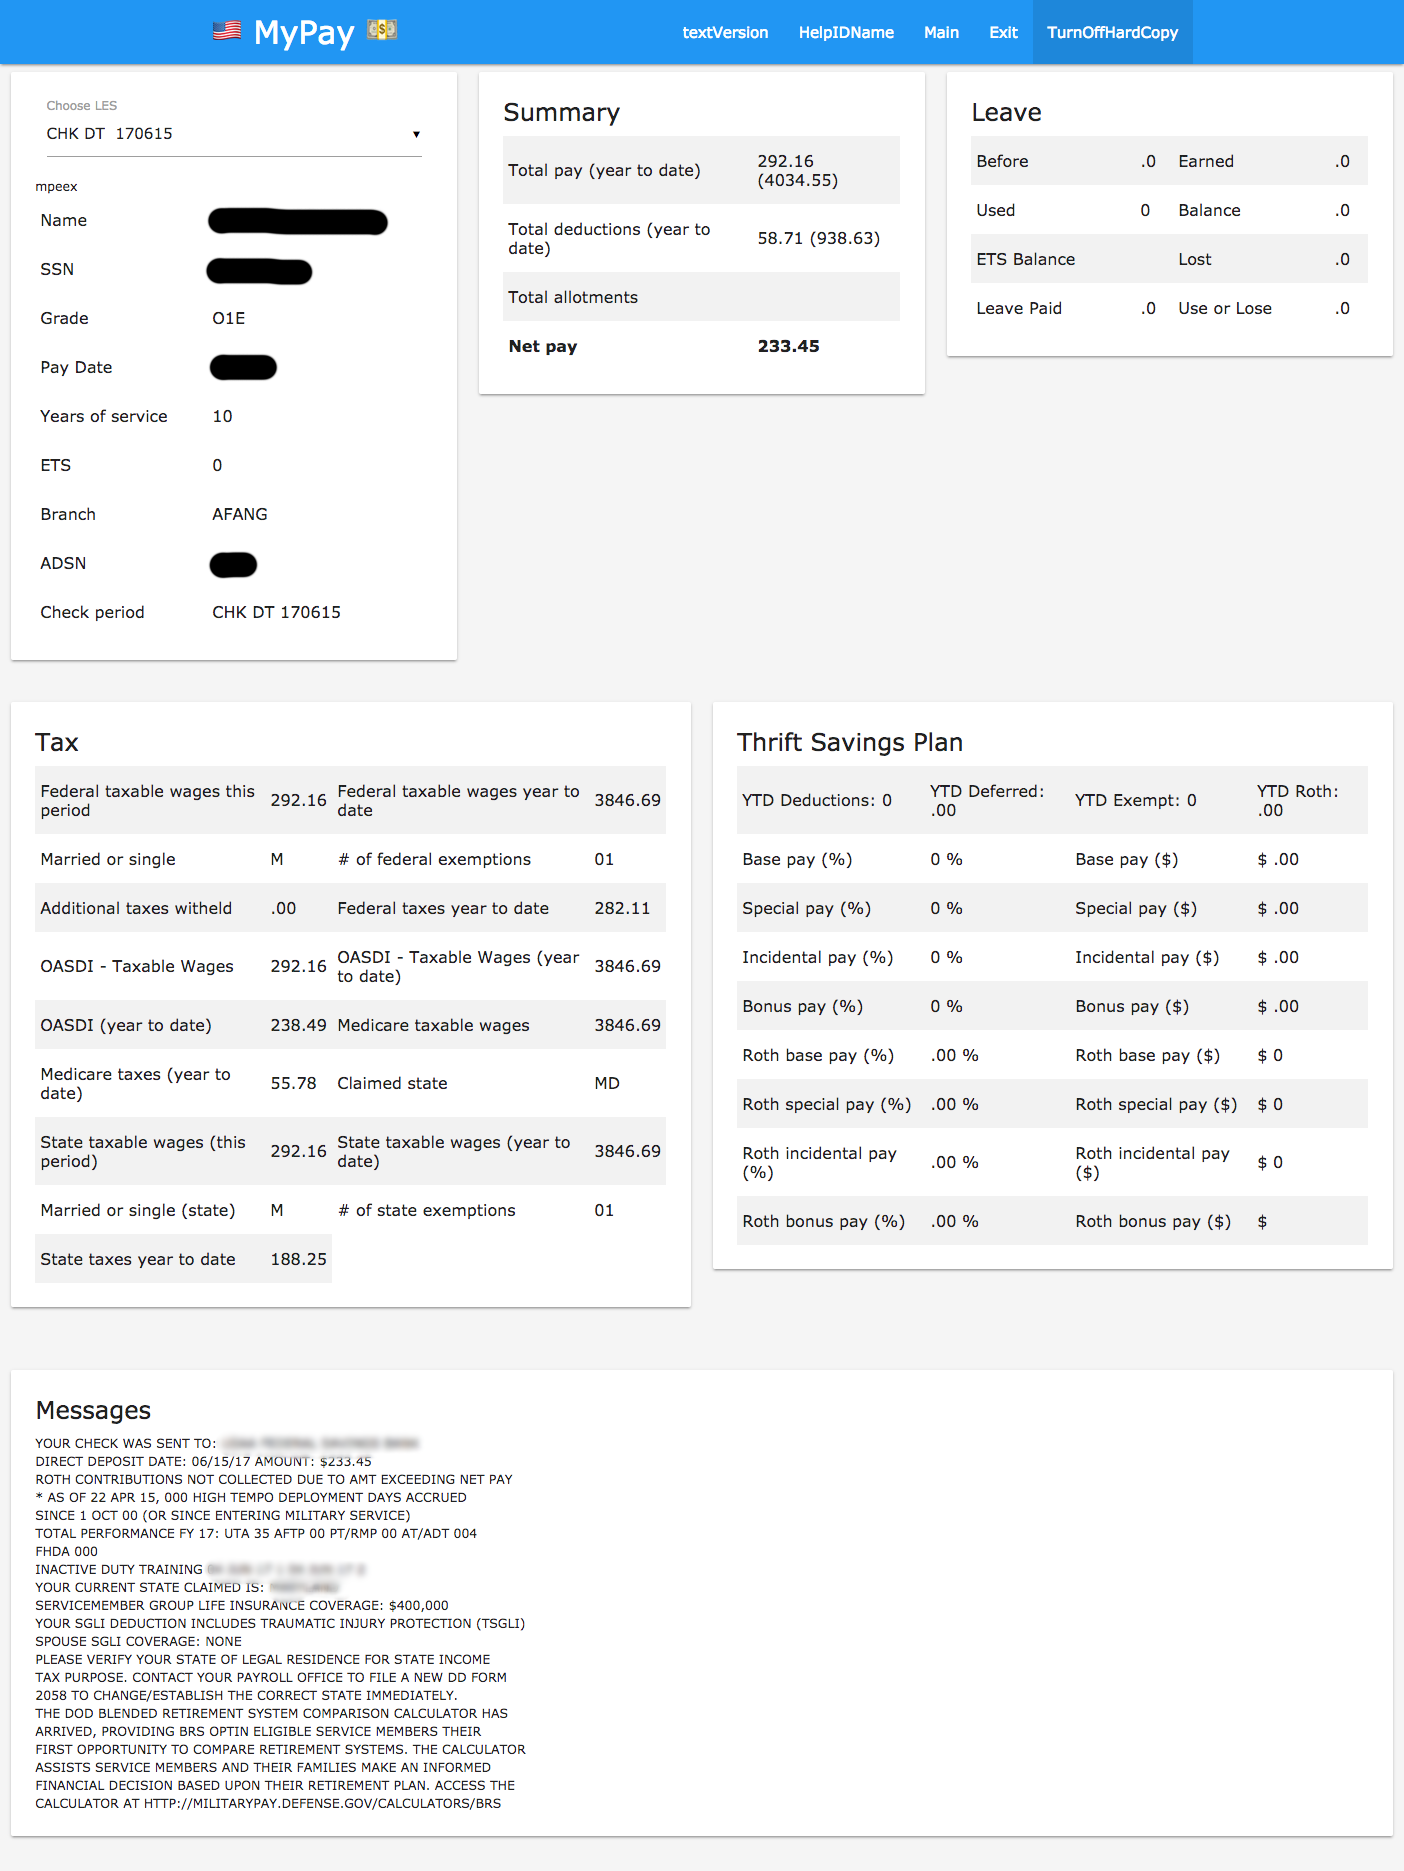 MyPay
textVersion
HelpIDName
Main
Exit
TurnOffHardCopy
Choose LES
CHK DT 170615
mpeex
Name
SSN
Grade O1E
Pay Date
Years of service 10
ETS 0
Branch AFANG
ADSN
Check period CHK DT 170615
Summary
Total pay (year to date) 292.16
(4034.55)
Total deductions (year to
date) 58.71 (938.63)
Total allotments
Net pay 233.45
Leave
Before .0 Earned .0
Used 0 Balance .0
ETS Balance Lost .0
Leave Paid .0 Use or Lose .0
Tax
Federal taxable wages this
period 292.16 Federal taxable wages year to
date 3846.69
Married or single M # of federal exemptions 01
Additional taxes witheld .00 Federal taxes year to date 282.11
OASDI - Taxable Wages 292.16 OASDI - Taxable Wages (year
to date) 3846.69
OASDI (year to date) 238.49 Medicare taxable wages 3846.69
Medicare taxes (year to
date) 55.78 Claimed state MD
State taxable wages (this
period) 292.16 State taxable wages (year to
date) 3846.69
Married or single (state) M # of state exemptions 01
State taxes year to date 188.25
Thrift Savings Plan
YTD Deductions: 0 YTD Deferred:
.00 YTD Exempt: 0 YTD Roth:
.00
Base pay (%) 0 % Base pay ($) $ .00
Special pay (%) 0 % Special pay ($) $ .00
Incidental pay (%) 0 % Incidental pay ($) $ .00
Bonus pay (%) 0 % Bonus pay ($) $ .00
Roth base pay (%) .00 % Roth base pay ($) $ 0
Roth special pay (%) .00 % Roth special pay ($) $ 0
Roth incidental pay
(%) .00 % Roth incidental pay
($) $ 0
Roth bonus pay (%) .00 % Roth bonus pay ($) $
Messages
YOUR CHECK WAS SENT TO:
DIRECT DEPOSIT DATE: 06/15/17 AMOUNT: $233.45
ROTH CONTRIBUTIONS NOT COLLECTED DUE TO AMT EXCEEDING NET PAY
* AS OF 22 APR 15, 000 HIGH TEMPO DEPLOYMENT DAYS ACCRUED
SINCE 1 OCT 00 (OR SINCE ENTERING MILITARY SERVICE)
TOTAL PERFORMANCE FY 17: UTA 35 AFTP 00 PT/RMP 00 AT/ADT 004
FHDA 000
INACTIVE DUTY TRAINING
YOUR CURRENT STATE CLAIMED IS:
SERVICEMEMBER GROUP LIFE INSURANCE COVERAGE: $400,000
YOUR SGLI DEDUCTION INCLUDES TRAUMATIC INJURY PROTECTION (TSGLI)
SPOUSE SGLI COVERAGE: NONE
PLEASE VERIFY YOUR STATE OF LEGAL RESIDENCE FOR STATE INCOME
TAX PURPOSE. CONTACT YOUR PAYROLL OFFICE TO FILE A NEW DD FORM
2058 TO CHANGE/ESTABLISH THE CORRECT STATE IMMEDIATELY.
THE DOD BLENDED RETIREMENT SYSTEM COMPARISON CALCULATOR HAS
ARRIVED, PROVIDING BRS OPTIN ELIGIBLE SERVICE MEMBERS THEIR
FIRST OPPORTUNITY TO COMPARE RETIREMENT SYSTEMS. THE CALCULATOR
ASSISTS SERVICE MEMBERS AND THEIR FAMILIES MAKE AN INFORMED
FINANCIAL DECISION BASED UPON THEIR RETIREMENT PLAN. ACCESS THE
CALCULATOR AT HTTP://MILITARYPAY.DEFENSE.GOV/CALCULATORS/BRS